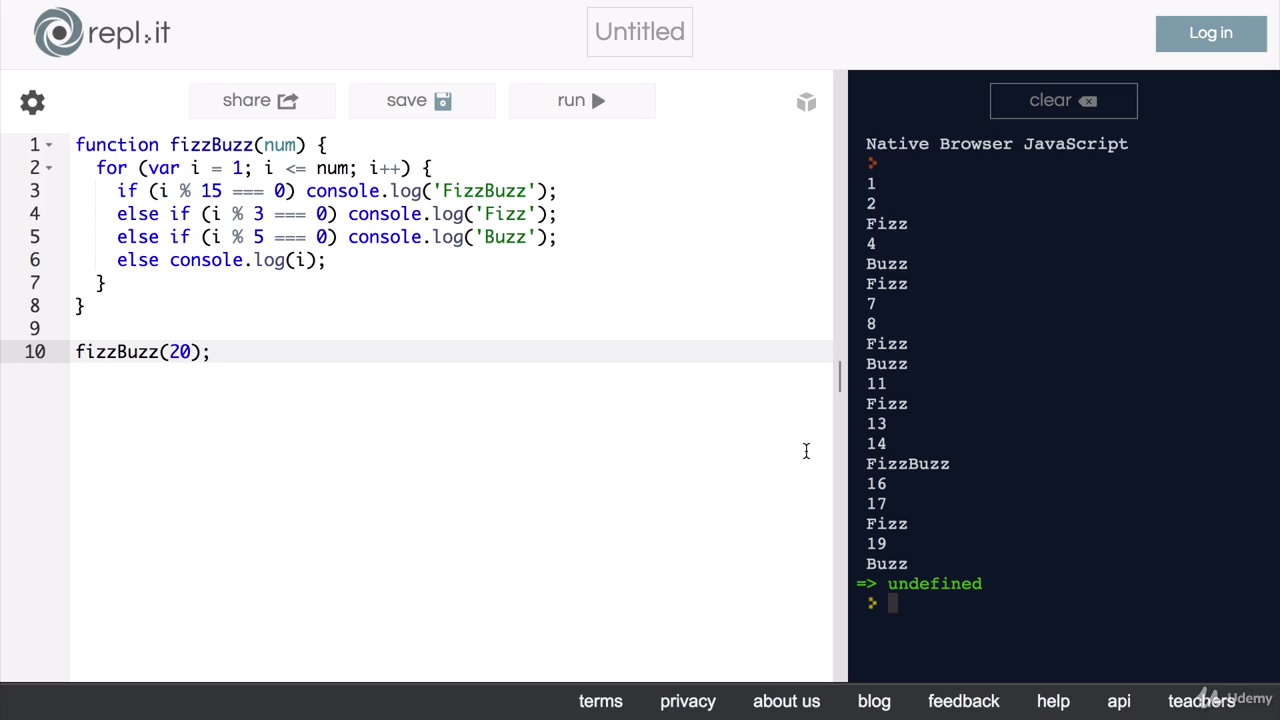 repl.it
Untitled
Log in
share
save
run
clear
1 function fizzBuzz(num) {
2 for (var i = 1; i <= num; i++) {
3 if (i % 15 === 0) console.log('FizzBuzz');
4 else if (i % 3 === 0) console.log('Fizz');
5 else if (i % 5 === 0) console.log('Buzz');
6 else console.log(i);
7 }
8 }
9
10 fizzBuzz(20);
Native Browser JavaScript
1
2
Fizz
4
Buzz
Fizz
7
8
Fizz
Buzz
11
Fizz
13
14
FizzBuzz
16
17
Fizz
19
Buzz
=> undefined
terms
privacy
about us
blog
feedback
help
api
teachers
Udemy